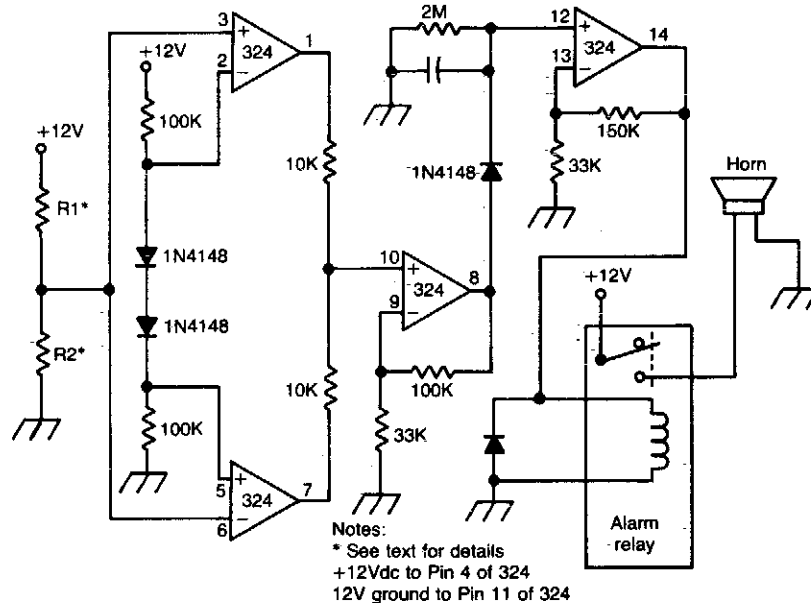 3
+
324
1
+12V
2
−
100K
+12V
R1*
1N4148
1N4148
R2*
100K
5
+
324
7
6
−
10K
10K
2M
12
+
324
14
13
−
150K
33K
1N4148
10
+
324
8
9
−
100K
33K
Horn
+12V
Alarm
relay
Notes:
* See text for details
+12Vdc to Pin 4 of 324
12V ground to Pin 11 of 324